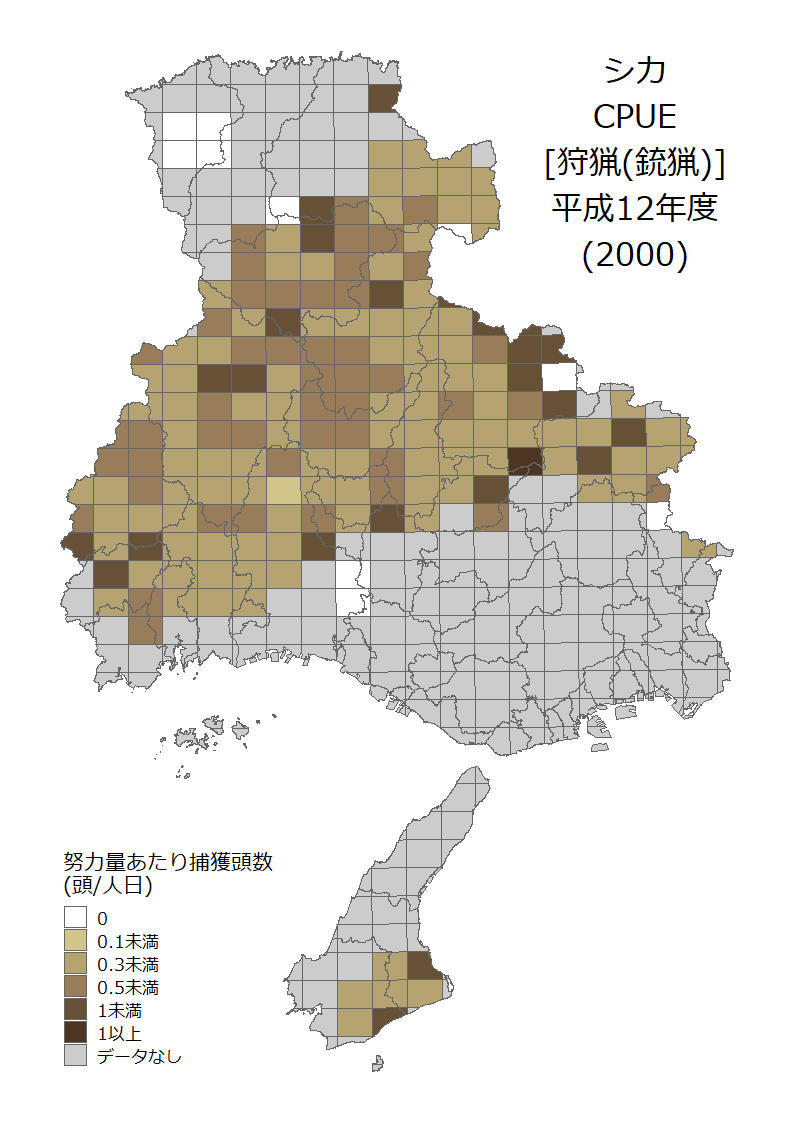 シカ
CPUE
[狩猟(銃猟)]
平成12年度
(2000)
努力量あたり捕獲頭数
(頭/人日)
0
0.1未満
0.3未満
0.5未満
1未満
1以上
データなし